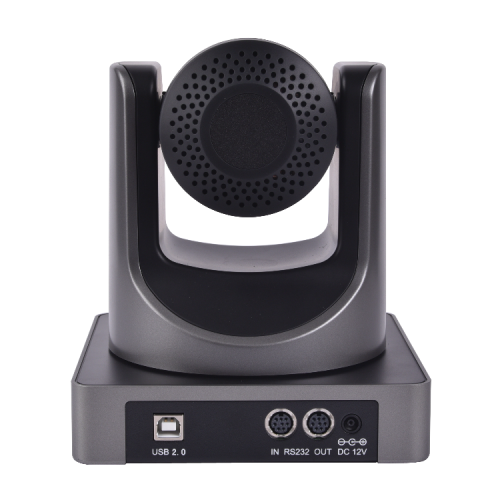 USB 2. 0 IN RS232 OUT DC 12V